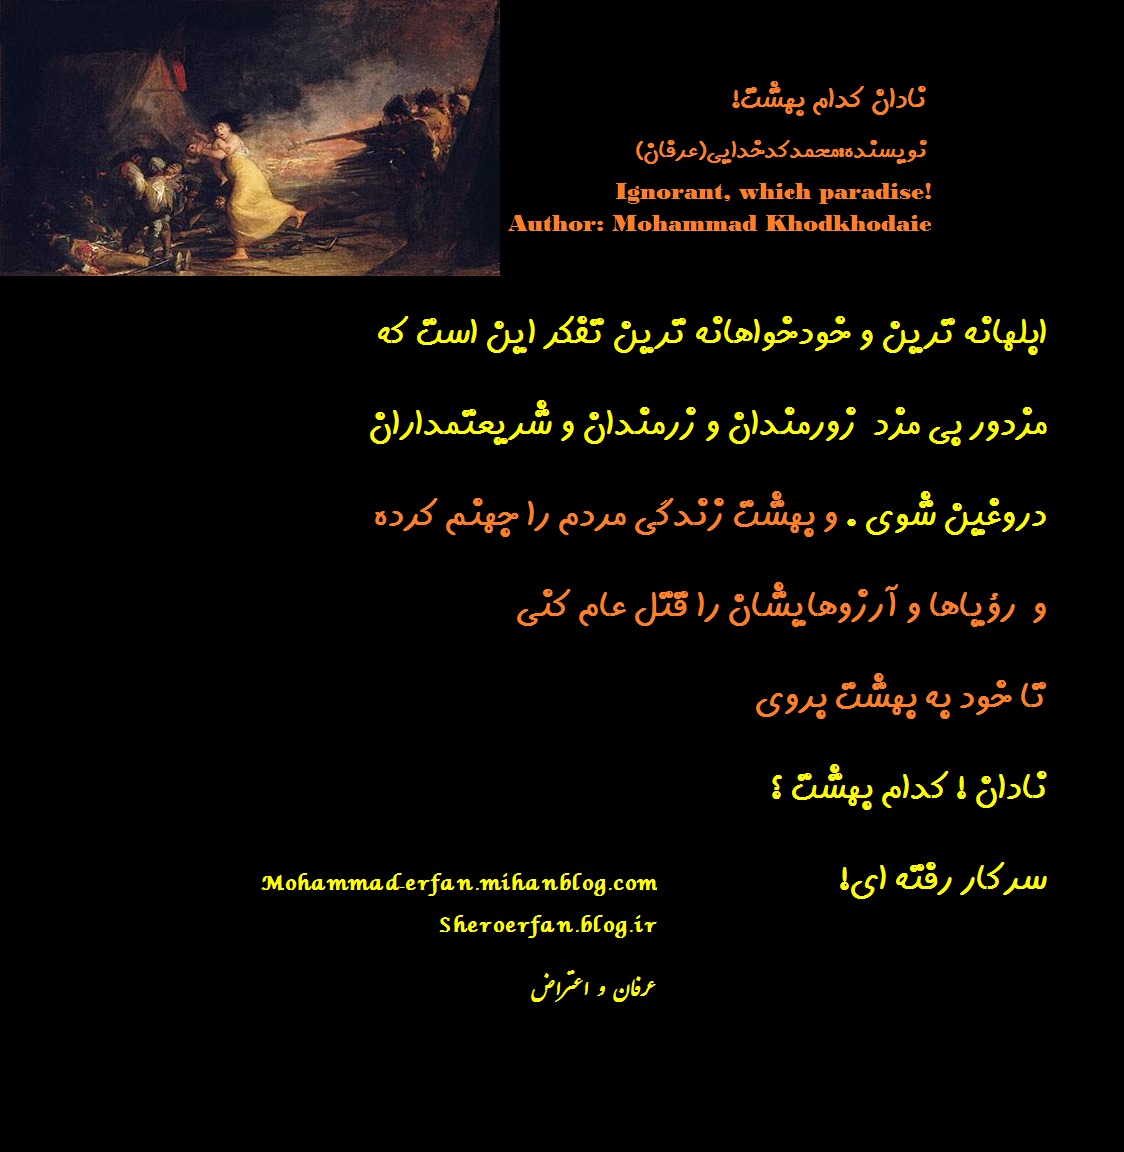 نادان کدام بهشت!
نویسنده:محمدکدخدایی(عرفان)
Ignorant, which paradise!
Author: Mohammad Khodkhodaie
ابلهانه ترین و خودخواهانه ترین تفکر این است که
مزدور بی مزد زورمندان و زرمندان و شریعتمداران
دروغین شوی . و بهشت زندگی مردم را جهنم کرده
و رؤیاها و آرزوهایشان را قتل عام کنی
تا خود به بهشت بروی
نادان ! کدام بهشت ؟
سر کار رفته ای!
Mohammad-erfan.mihanblog.com
Sheroerfan.blog.ir
عرفان و اعتراض